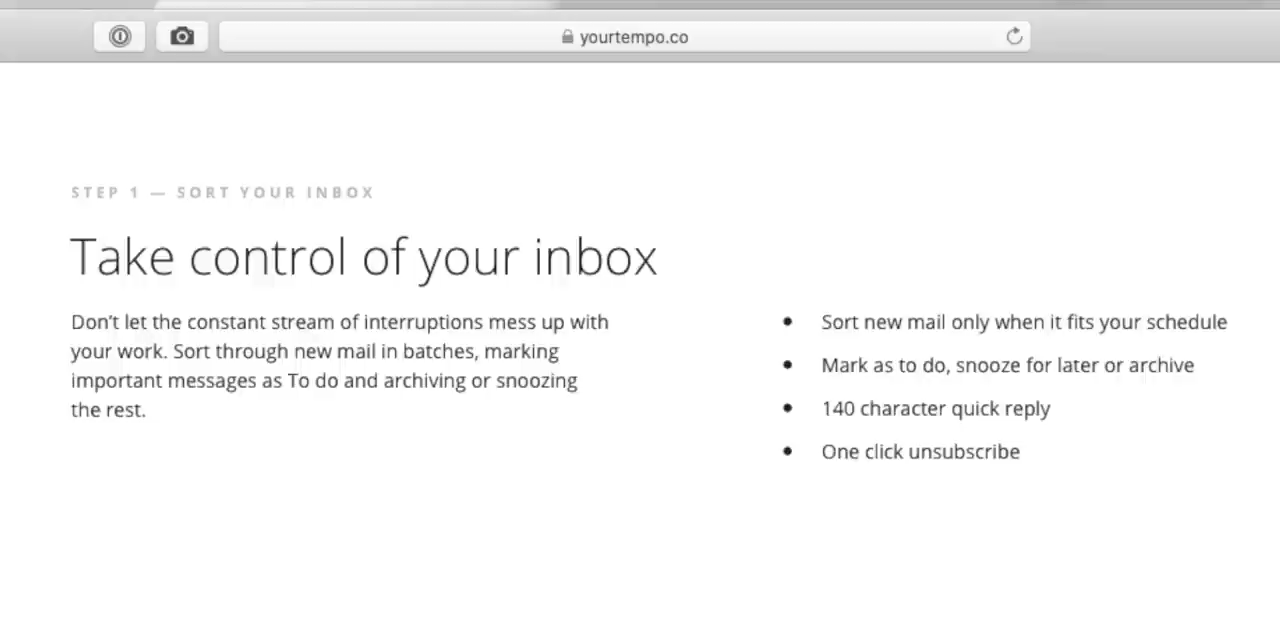 yourtempo.co
STEP 1 — SORT YOUR INBOX
Take control of your inbox
Don't let the constant stream of interruptions mess up with
your work. Sort through new mail in batches, marking
important messages as To do and archiving or snoozing
the rest.
• Sort new mail only when it fits your schedule
• Mark as to do, snooze for later or archive
• 140 character quick reply
• One click unsubscribe